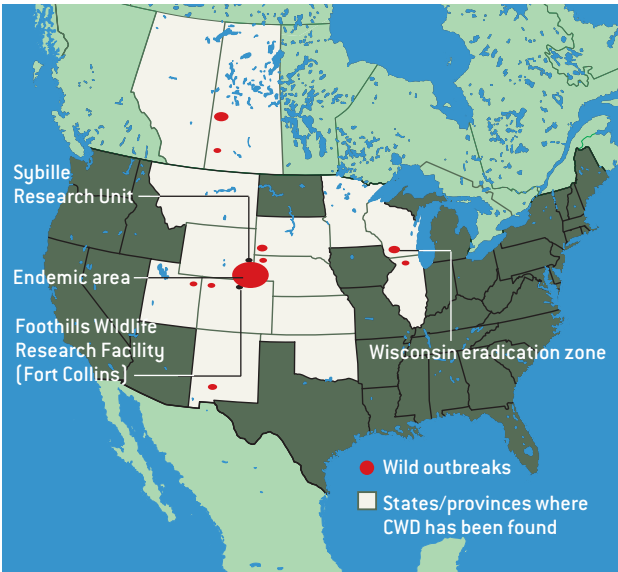 Sybille
Research Unit
Endemic area
Foothills Wildlife
Research Facility
(Fort Collins)
Wisconsin eradication zone
Wild outbreaks
States/provinces where
CWD has been found